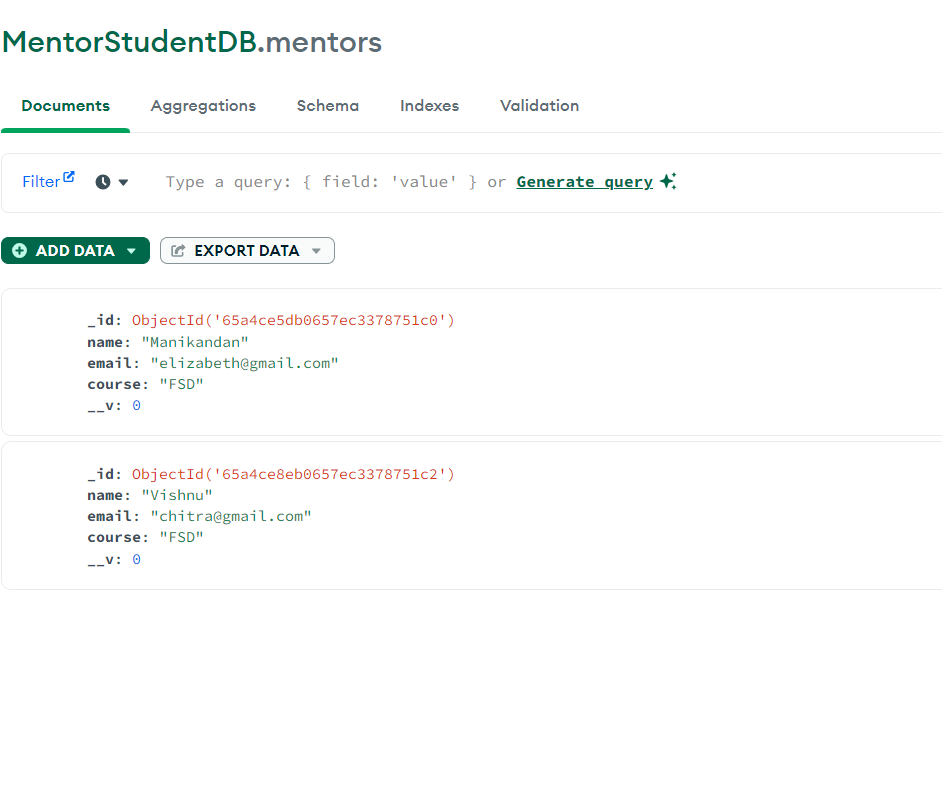 MentorStudentDB.mentors
Documents Aggregations Schema Indexes Validation
Filter Type a query: { field: 'value' } or Generate query
ADD DATA EXPORT DATA
_id: ObjectId('65a4ce5db0657ec3378751c0')
name: "Manikandan"
email: "elizabeth@gmail.com"
course: "FSD"
__v: 0
_id: ObjectId('65a4ce8eb0657ec3378751c2')
name: "Vishnu"
email: "chitra@gmail.com"
course: "FSD"
__v: 0